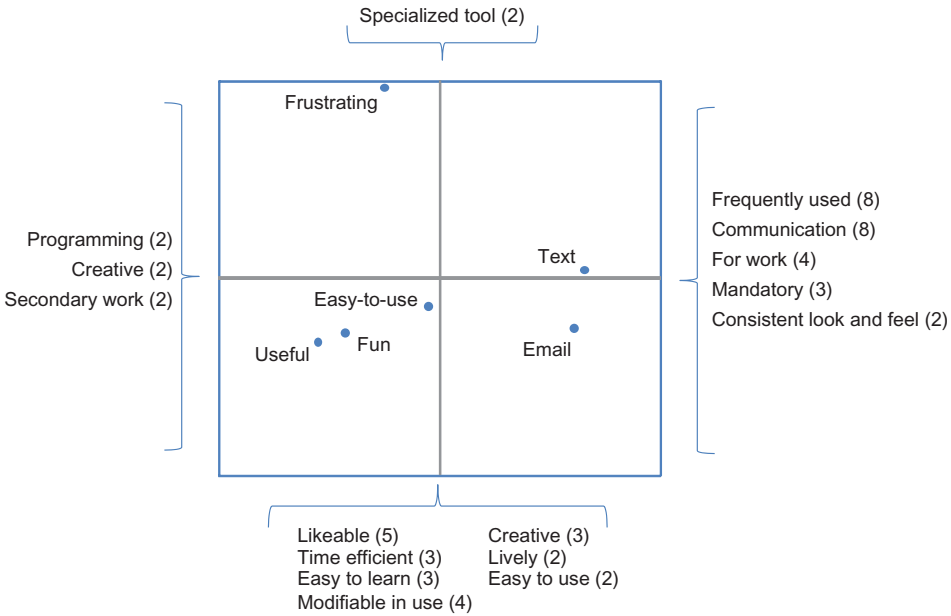 Specialized tool (2)
Frustrating
Programming (2)
Creative (2)
Secondary work (2)
Text
Easy-to-use
Fun
Useful
Email
Frequently used (8)
Communication (8)
For work (4)
Mandatory (3)
Consistent look and feel (2)
Likeable (5)
Time efficient (3)
Easy to learn (3)
Modifiable in use (4)
Creative (3)
Lively (2)
Easy to use (2)